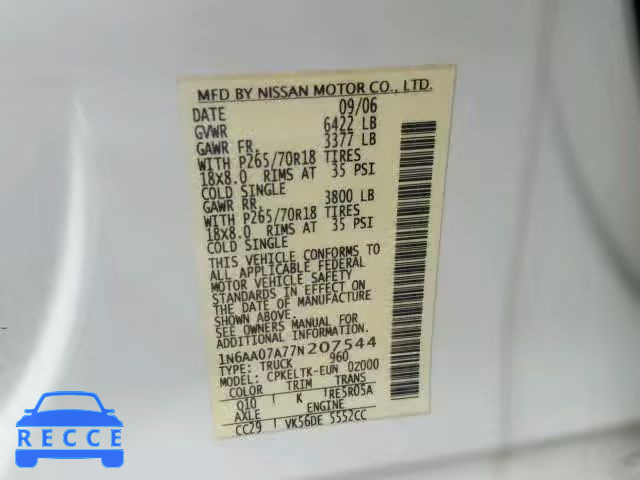 MFD BY NISSAN MOTOR CO., LTD.
DATE 09/06
GVWR 6422 LB
GAWR FR. 3377 LB
WITH P265/70R18 TIRES
18X8.0 RIMS AT 35 PSI
COLD SINGLE
GAWR RR. 3800 LB
WITH P265/70R18 TIRES
18X8.0 RIMS AT 35 PSI
COLD SINGLE
THIS VEHICLE CONFORMS TO
ALL APPLICABLE FEDERAL
MOTOR VEHICLE SAFETY
STANDARDS IN EFFECT ON
THE DATE OF MANUFACTURE
SHOWN ABOVE.
SEE OWNERS MANUAL FOR
ADDITIONAL INFORMATION.
1N6AA07A77N207544
TYPE: TRUCK 960
MODEL: CPKELTK-EUN 0Z000
COLOR TRIM TRANS
Q10 K TRE5R05A
AXLE ENGINE
CC29 VK56DE 5552CC
RECCE